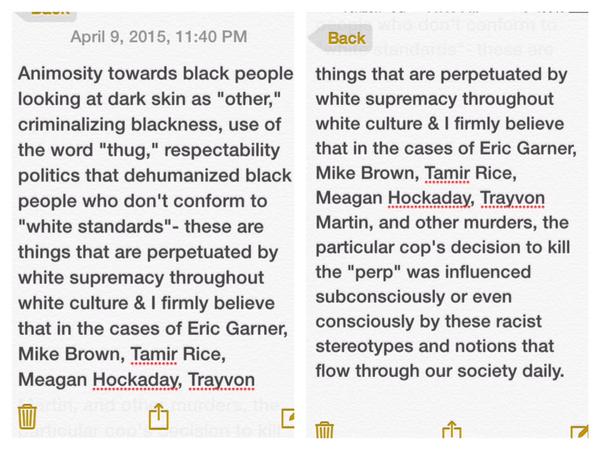 Back
April 9, 2015, 11:40 PM
Animosity towards black people
looking at dark skin as "other,"
criminalizing blackness, use of
the word "thug," respectability
politics that dehumanized black
people who don't conform to
"white standards"- these are
things that are perpetuated by
white supremacy throughout
white culture & I firmly believe
that in the cases of Eric Garner,
Mike Brown, Tamir Rice,
Meagan Hockaday, Trayvon
Martin, and other murders, the
particular cop's decision to kill
people who don't conform to
"white standards"- these are
Back
things that are perpetuated by
white supremacy throughout
white culture & I firmly believe
that in the cases of Eric Garner,
Mike Brown, Tamir Rice,
Meagan Hockaday, Trayvon
Martin, and other murders, the
particular cop's decision to kill
the "perp" was influenced
subconsciously or even
consciously by these racist
stereotypes and notions that
flow through our society daily.